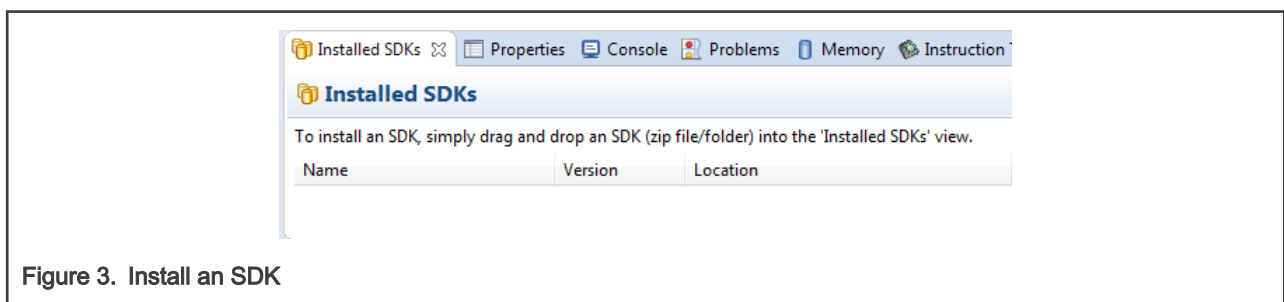 Installed SDKs Properties Console Problems Memory Instruction
Installed SDKs
To install an SDK, simply drag and drop an SDK (zip file/folder) into the 'Installed SDKs' view.
Name Version Location
Figure 3. Install an SDK